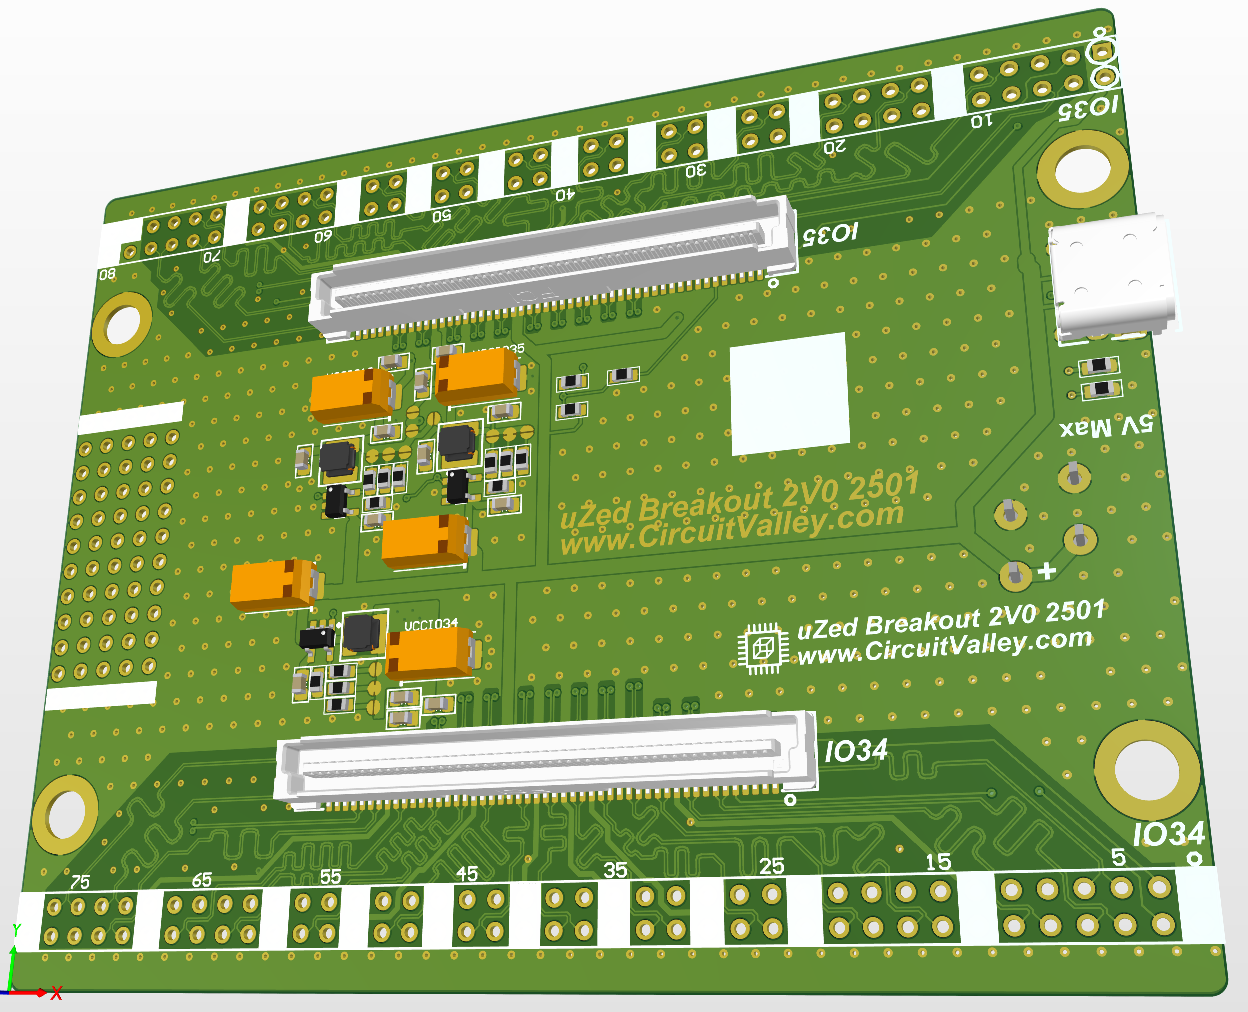 IO35
10
20
30
40
50
60
70
80
IO35
VCCIO35
5V Max
uZed Breakout 2V0 2501
www.CircuitValley.com
+
uZed Breakout 2V0 2501
www.CircuitValley.com
VCCIO34
IO34
IO34
75
65
55
45
35
25
15
5
Y
X